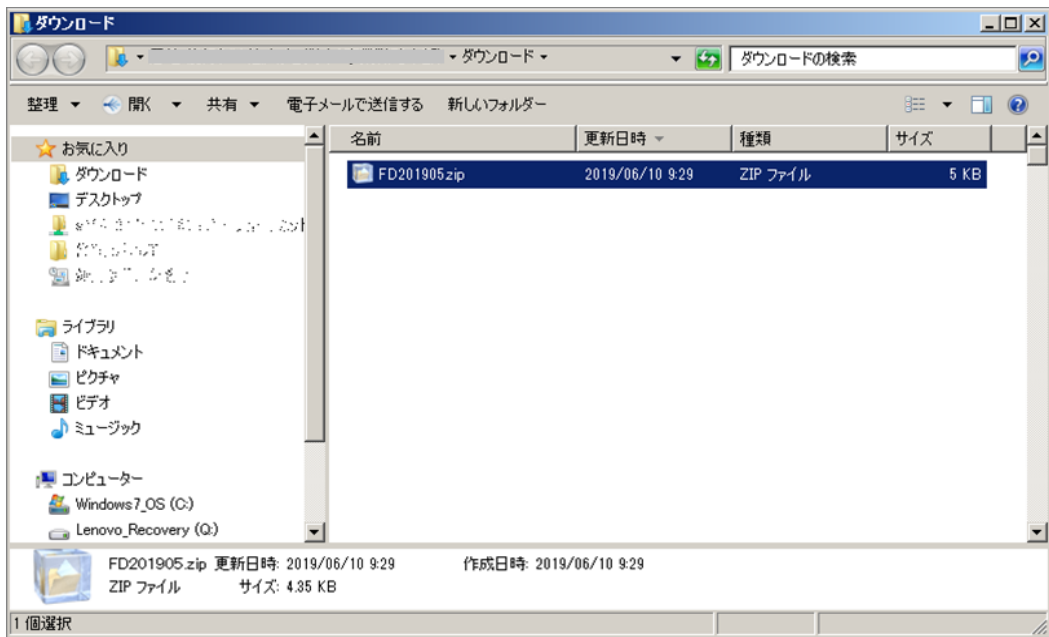 ダウンロード
ダウンロード
ダウンロードの検索
整理 開く 共有 電子メールで送信する 新しいフォルダー
名前 更新日時 種類 サイズ
お気に入り
FD201905.zip 2019/06/10 9:29 ZIP ファイル 5 KB
ダウンロード
デスクトップ
ライブラリ
ドキュメント
ピクチャ
ビデオ
ミュージック
コンピューター
Windows7_OS (C:)
Lenovo_Recovery (Q:)
FD201905.zip 更新日時: 2019/06/10 9:29 作成日時: 2019/06/10 9:29
ZIP ファイル サイズ: 4.35 KB
1 個選択